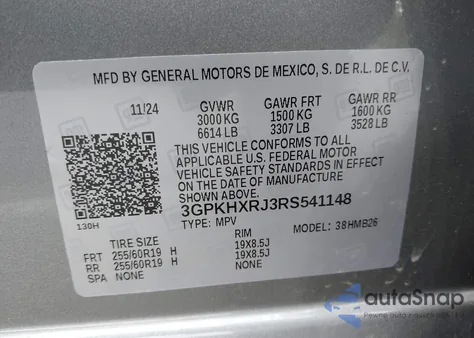 MFD BY GENERAL MOTORS DE MEXICO, S. DE R.L. DE C.V.
11/24 GVWR GAWR FRT GAWR RR
3000 KG 1500 KG 1600 KG
6614 LB 3307 LB 3528 LB
THIS VEHICLE CONFORMS TO ALL
APPLICABLE U.S. FEDERAL MOTOR
VEHICLE SAFETY STANDARDS IN EFFECT
ON THE DATE OF MANUFACTURE
SHOWN ABOVE.
3GPKHXRJ3RS541148
130H TYPE: MPV MODEL: 38HMB26
TIRE SIZE RIM
FRT 255/60R19 H 19X8.5J
RR 255/60R19 H 19X8.5J
SPA NONE NONE
autoSnap